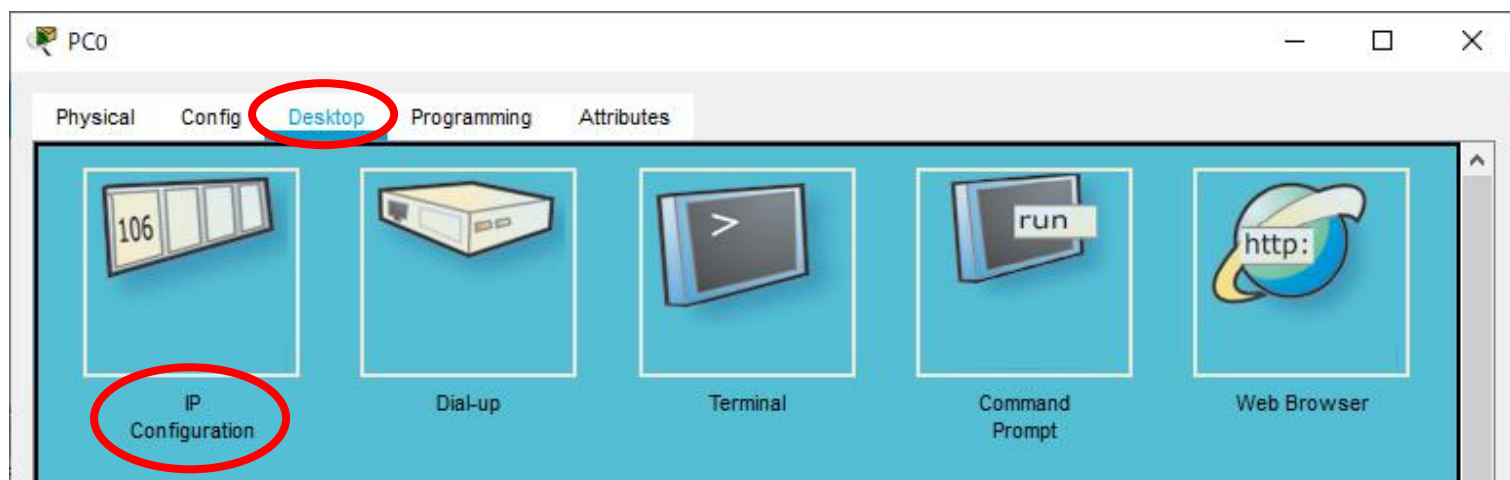 PC0
Physical Config Desktop Programming Attributes
106
>
run
http:
IP
Configuration
Dial-up
Terminal
Command
Prompt
Web Browser